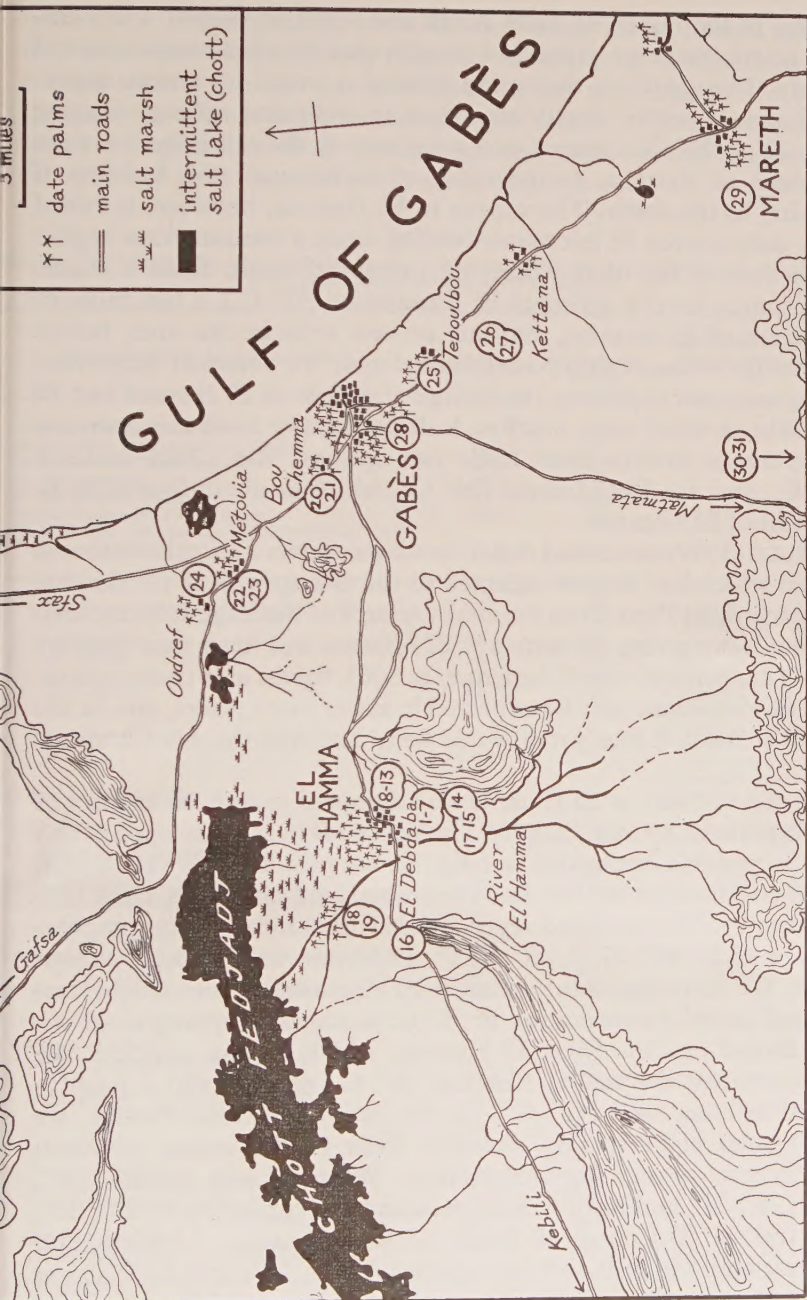 3 miles
date palms
main roads
salt marsh
intermittent
salt lake (chott)
GULF OF GABÈS
MARETH
29
Kettana
26
27
Teboulbou
25
GABÈS
28
Bou
Chemma
20
21
Métouia
22
23
24
Oudref
Sfax
Gafsa
Matmata
30-31
EL
HAMMA
8-13
El Debdaba
1-7
14
17 15
River
El Hamma
18
19
16
CHOTT FEDJADJ
Kebili